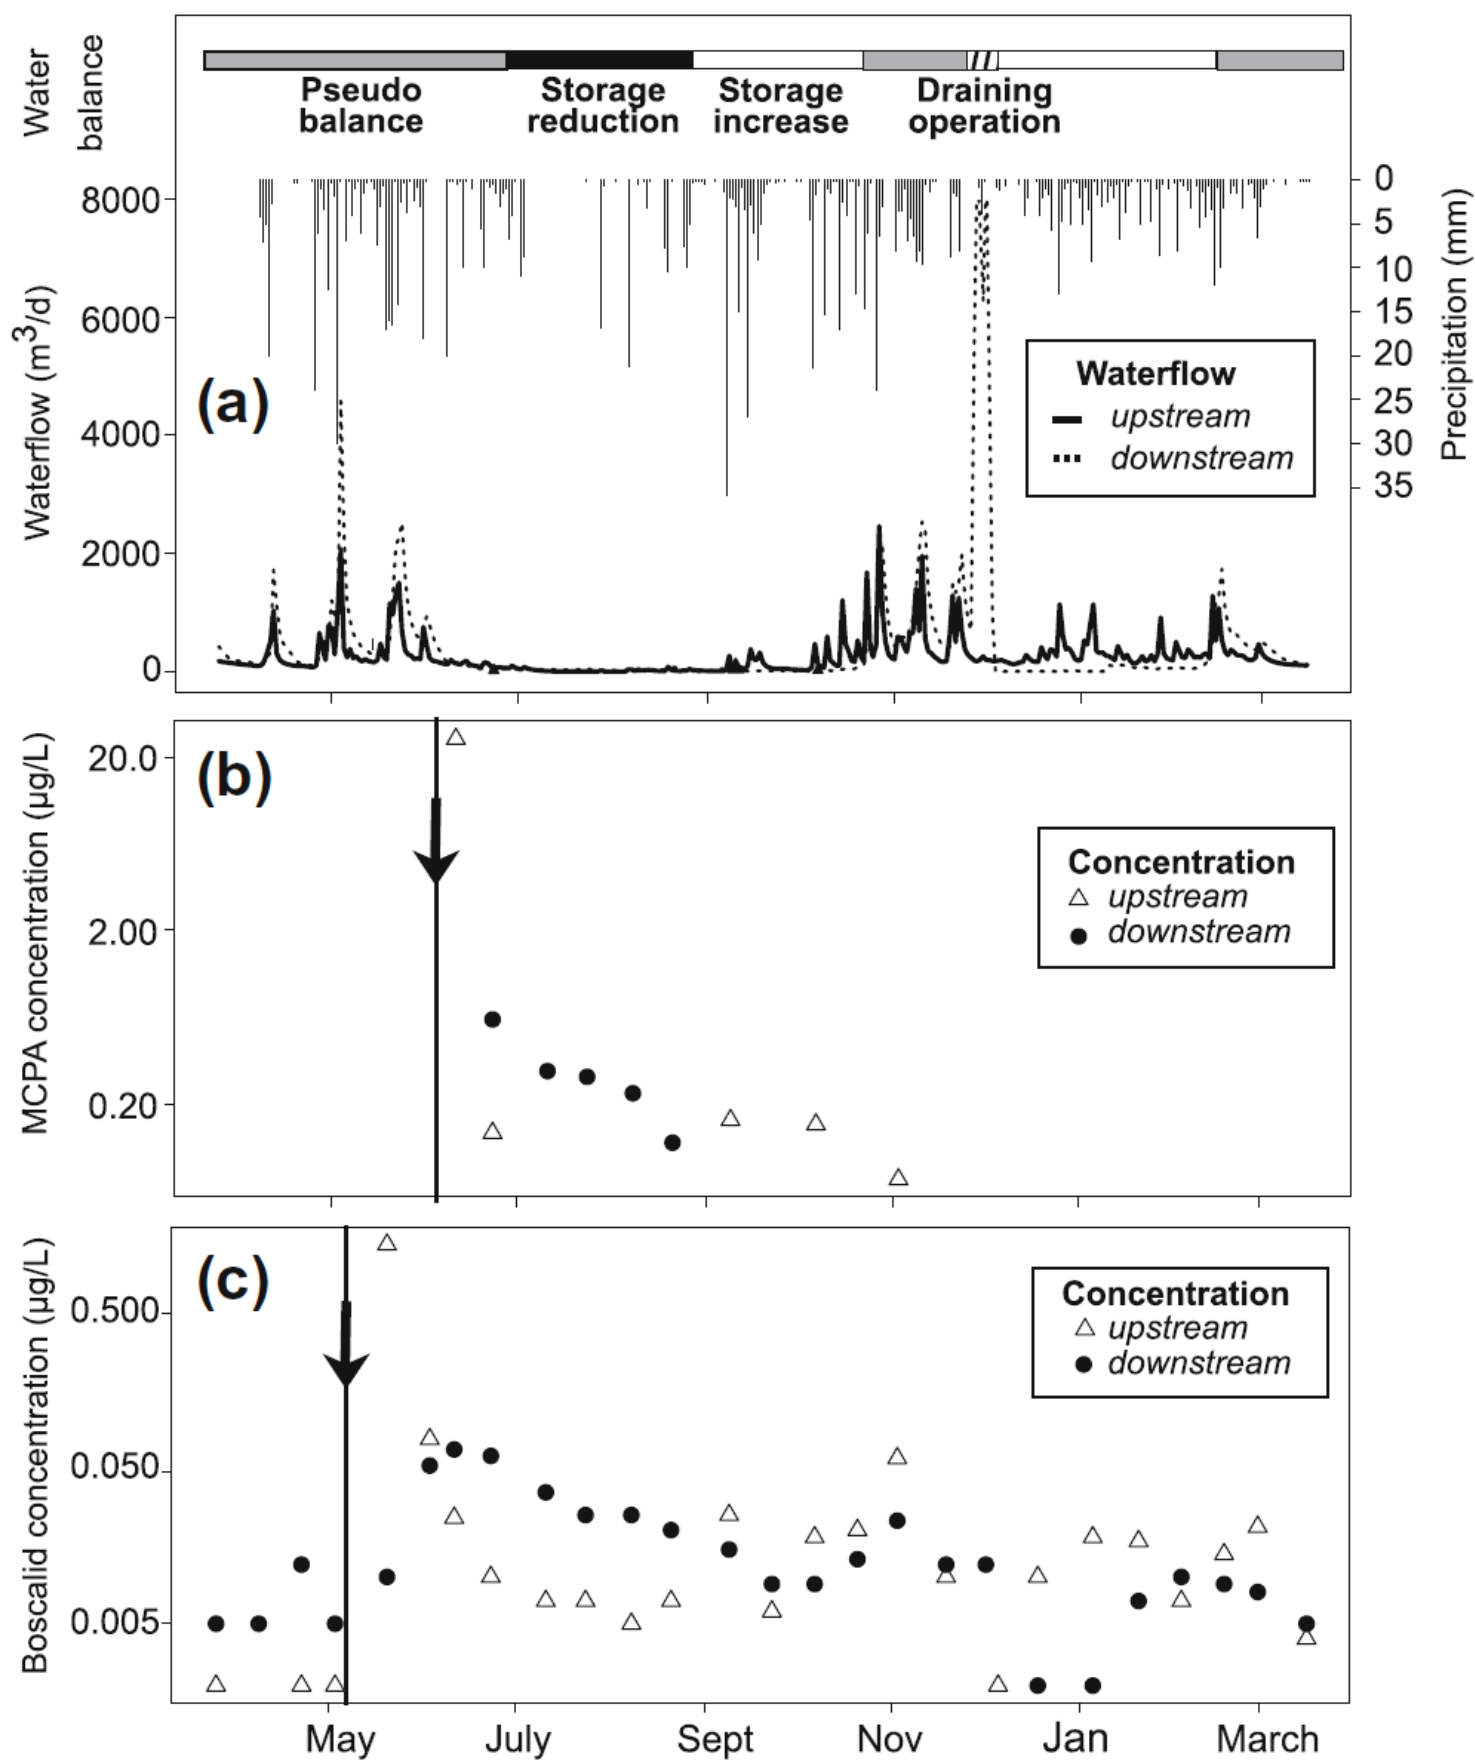 Water
balance
Pseudo
balance
Storage
reduction
Storage
increase
Draining
operation
Waterflow (m³/d)
8000
6000
4000
2000
0
(a)
Precipitation (mm)
0
5
10
15
20
25
30
35
Waterflow
upstream
downstream
MCPA concentration (µg/L)
20.0
2.00
0.20
(b)
Concentration
upstream
downstream
Boscalid concentration (µg/L)
0.500
0.050
0.005
(c)
Concentration
upstream
downstream
May July Sept Nov Jan March